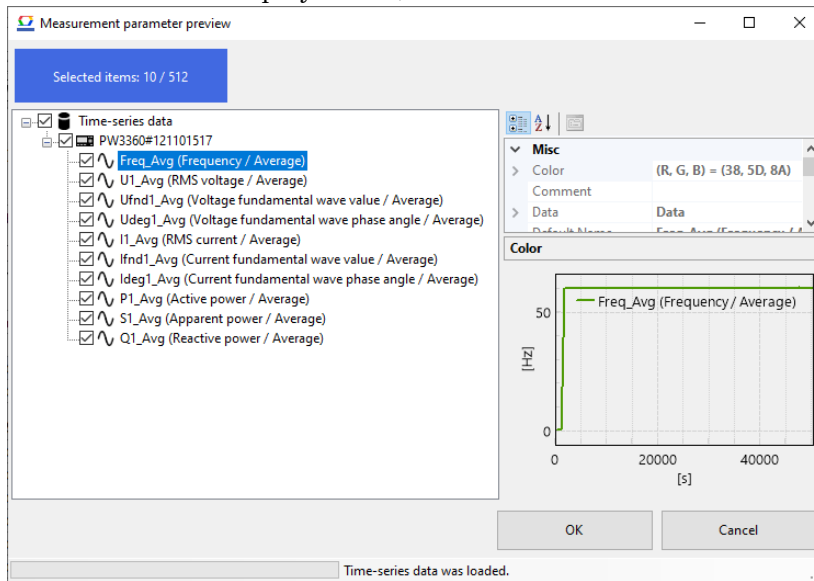 Measurement parameter preview
Selected items: 10 / 512
Time-series data
PW3360#121101517
Freq_Avg (Frequency / Average)
U1_Avg (RMS voltage / Average)
Ufnd1_Avg (Voltage fundamental wave value / Average)
Udeg1_Avg (Voltage fundamental wave phase angle / Average)
I1_Avg (RMS current / Average)
Ifnd1_Avg (Current fundamental wave value / Average)
Ideg1_Avg (Current fundamental wave phase angle / Average)
P1_Avg (Active power / Average)
S1_Avg (Apparent power / Average)
Q1_Avg (Reactive power / Average)
Misc
Color (R, G, B) = (38, 5D, 8A)
Comment
Data Data
Default Name Freq_Avg (Frequency / A
Color
Freq_Avg (Frequency / Average)
50
[Hz]
0
0 20000 40000
[s]
OK Cancel
Time-series data was loaded.